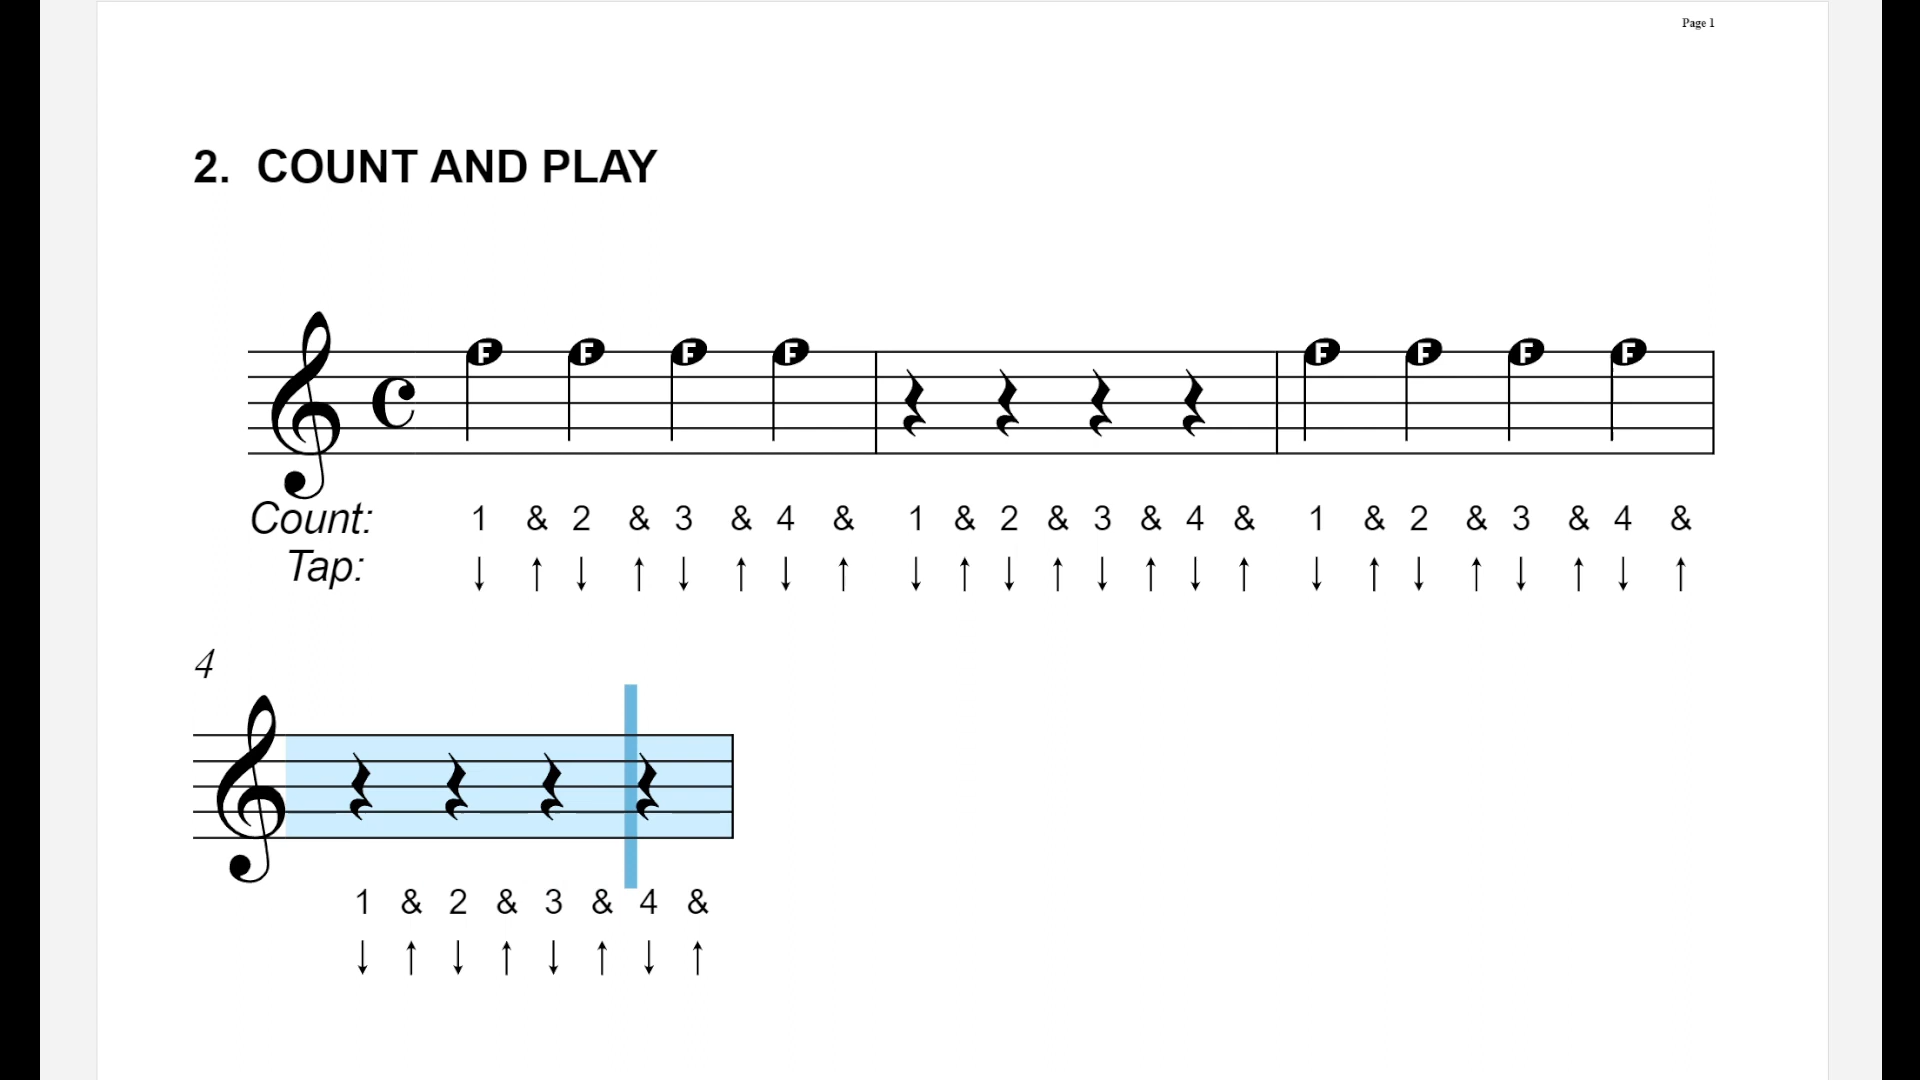 Page 1
2. COUNT AND PLAY
F F F F F F F F
Count: 1 & 2 & 3 & 4 & 1 & 2 & 3 & 4 & 1 & 2 & 3 & 4 &
Tap: ↓ ↑ ↓ ↑ ↓ ↑ ↓ ↑ ↓ ↑ ↓ ↑ ↓ ↑ ↓ ↑ ↓ ↑ ↓ ↑ ↓ ↑ ↓ ↑
4
1 & 2 & 3 & 4 &
↓ ↑ ↓ ↑ ↓ ↑ ↓ ↑